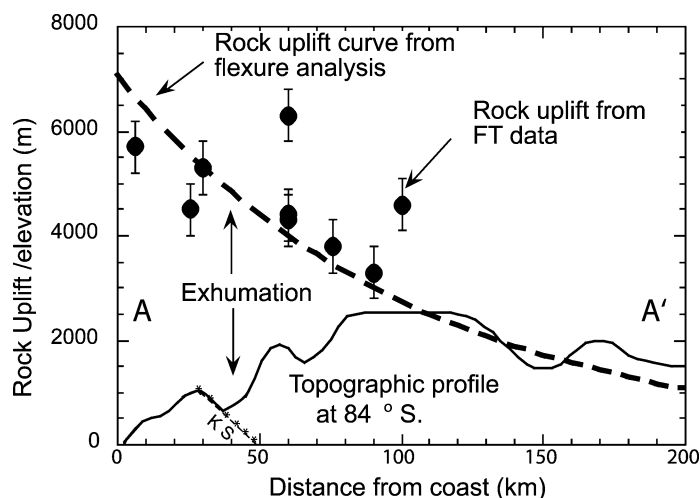 8000
6000
4000
2000
0
Rock Uplift /elevation (m)
Rock uplift curve from
flexure analysis
Rock uplift from
FT data
A
Exhumation
A'
Topographic profile
at 84 ° S.
K S
0
50
100
150
200
Distance from coast (km)